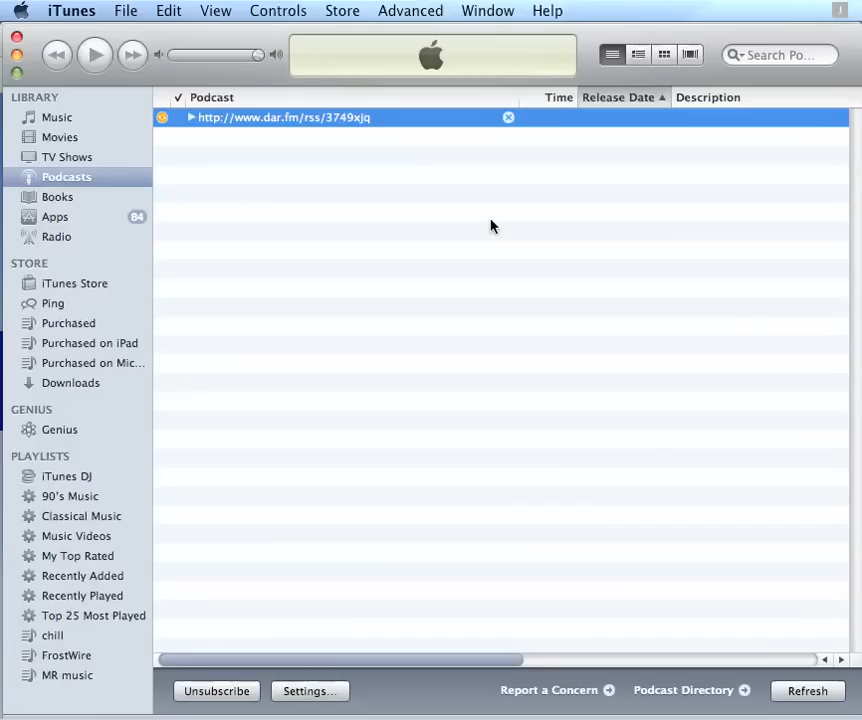 iTunes File Edit View Controls Store Advanced Window Help J
Search Po...
LIBRARY
Music
Movies
TV Shows
Podcasts
Books
Apps 84
Radio
STORE
iTunes Store
Ping
Purchased
Purchased on iPad
Purchased on Mic...
Downloads
GENIUS
Genius
PLAYLISTS
iTunes DJ
90's Music
Classical Music
Music Videos
My Top Rated
Recently Added
Recently Played
Top 25 Most Played
chill
FrostWire
MR music
✓ Podcast Time Release Date Description
http://www.dar.fm/rss/3749xjq
Unsubscribe Settings... Report a Concern Podcast Directory Refresh